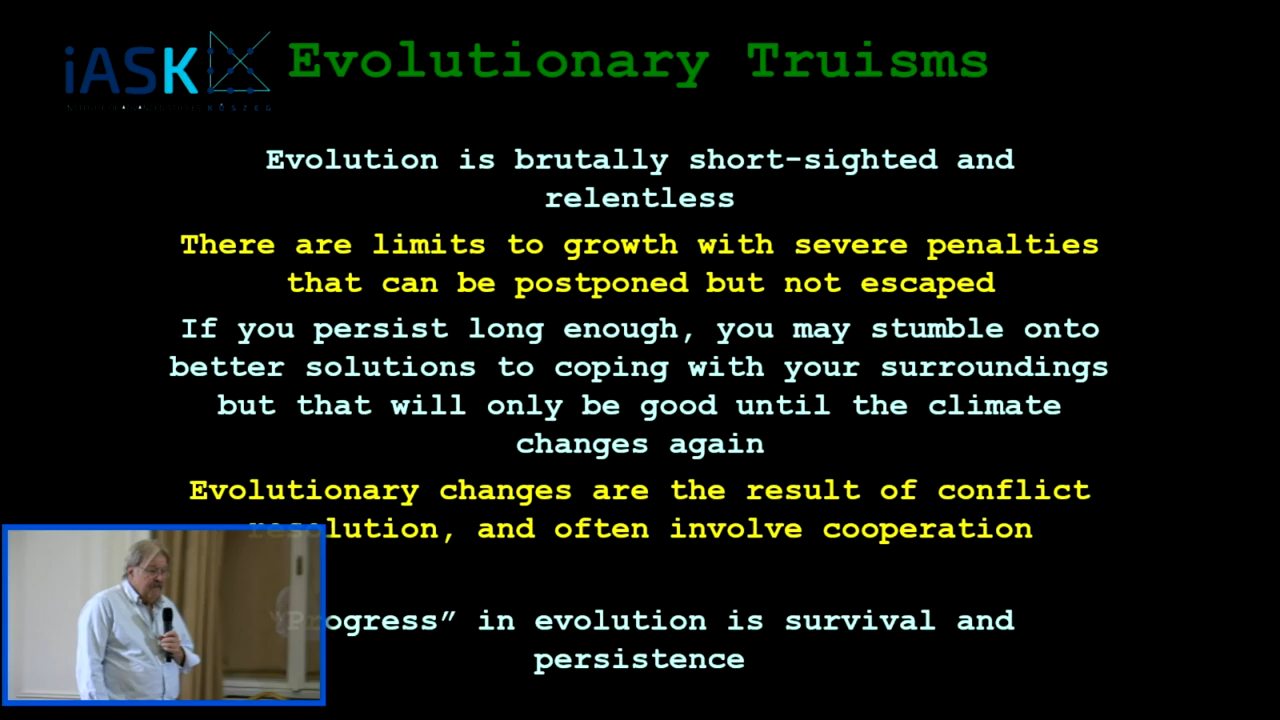 iASK
Evolutionary Truisms
KŐSZEG
Evolution is brutally short-sighted and
relentless
There are limits to growth with severe penalties
that can be postponed but not escaped
If you persist long enough, you may stumble onto
better solutions to coping with your surroundings
but that will only be good until the climate
changes again
Evolutionary changes are the result of conflict
resolution, and often involve cooperation
“Progress” in evolution is survival and
persistence